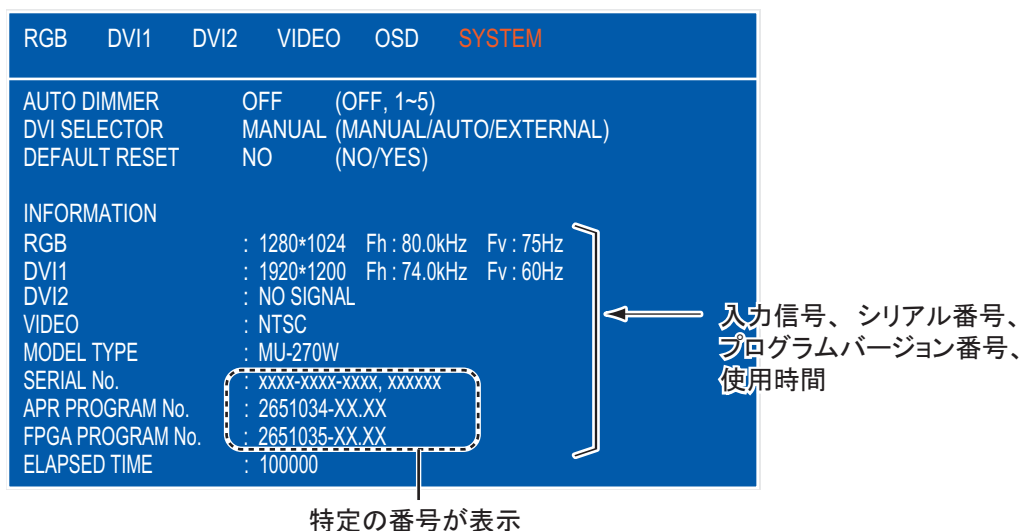 RGB DVI1 DVI2 VIDEO OSD SYSTEM
AUTO DIMMER OFF (OFF, 1~5)
DVI SELECTOR MANUAL (MANUAL/AUTO/EXTERNAL)
DEFAULT RESET NO (NO/YES)
INFORMATION
RGB : 1280*1024 Fh : 80.0kHz Fv : 75Hz
DVI1 : 1920*1200 Fh : 74.0kHz Fv : 60Hz
DVI2 : NO SIGNAL
VIDEO : NTSC
MODEL TYPE : MU-270W
SERIAL No. : xxxx-xxxx-xxxx, xxxxxx
APR PROGRAM No. : 2651034-XX.XX
FPGA PROGRAM No. : 2651035-XX.XX
ELAPSED TIME : 100000
入力信号、シリアル番号、
プログラムバージョン番号、
使用時間
特定の番号が表示